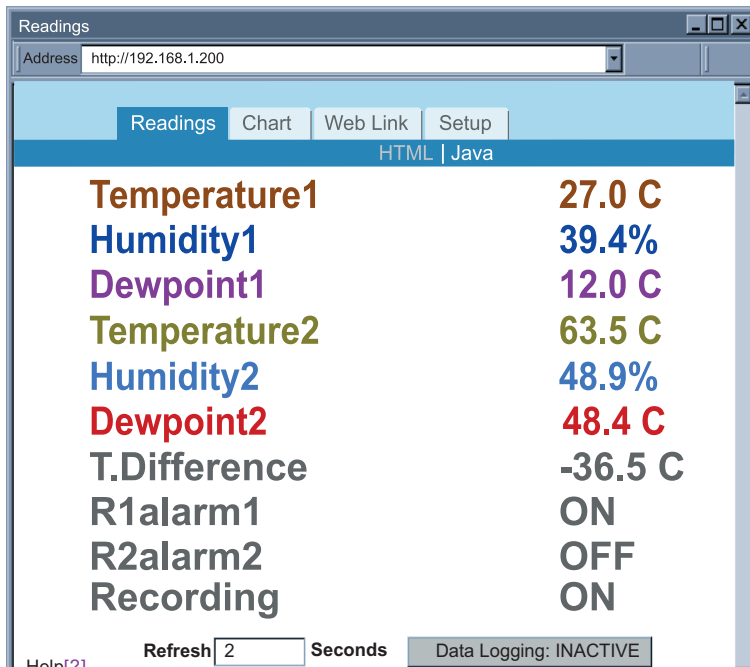 Readings
Address http://192.168.1.200
Readings Chart Web Link Setup
HTML | Java
Temperature1 27.0 C
Humidity1 39.4%
Dewpoint1 12.0 C
Temperature2 63.5 C
Humidity2 48.9%
Dewpoint2 48.4 C
T.Difference -36.5 C
R1alarm1 ON
R2alarm2 OFF
Recording ON
Refresh 2 Seconds Data Logging: INACTIVE
Help[?]